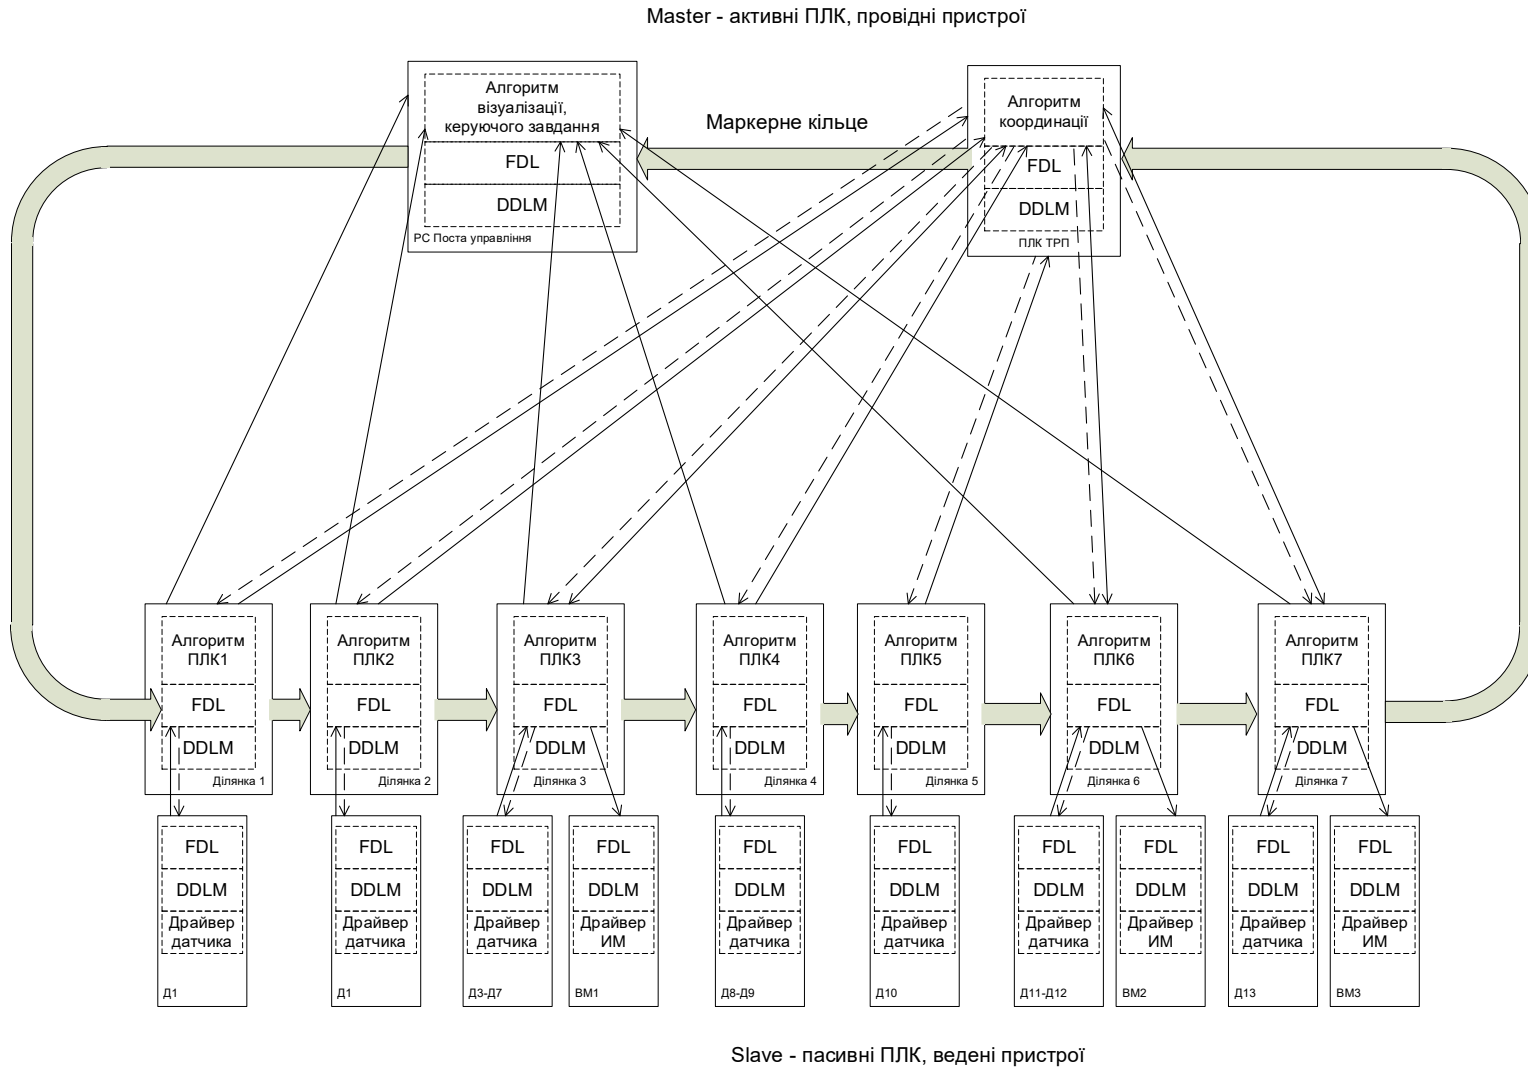 Master - активні ПЛК, провідні пристрої
Алгоритм
візуалізації,
керуючого завдання
FDL
DDLM
РС Поста управління
Маркерне кільце
Алгоритм
координації
FDL
DDLM
ПЛК ТРП
Алгоритм
ПЛК1
FDL
DDLM
Ділянка 1
Алгоритм
ПЛК2
FDL
DDLM
Ділянка 2
Алгоритм
ПЛК3
FDL
DDLM
Ділянка 3
Алгоритм
ПЛК4
FDL
DDLM
Ділянка 4
Алгоритм
ПЛК5
FDL
DDLM
Ділянка 5
Алгоритм
ПЛК6
FDL
DDLM
Ділянка 6
Алгоритм
ПЛК7
FDL
DDLM
Ділянка 7
FDL
DDLM
Драйвер
датчика
Д1
FDL
DDLM
Драйвер
датчика
Д1
FDL
DDLM
Драйвер
датчика
Д3-Д7
FDL
DDLM
Драйвер
ИМ
ВМ1
FDL
DDLM
Драйвер
датчика
Д8-Д9
FDL
DDLM
Драйвер
датчика
Д10
FDL
DDLM
Драйвер
датчика
Д11-Д12
FDL
DDLM
Драйвер
ИМ
ВМ2
FDL
DDLM
Драйвер
датчика
Д13
FDL
DDLM
Драйвер
ИМ
ВМ3
Slave - пасивні ПЛК, ведені пристрої